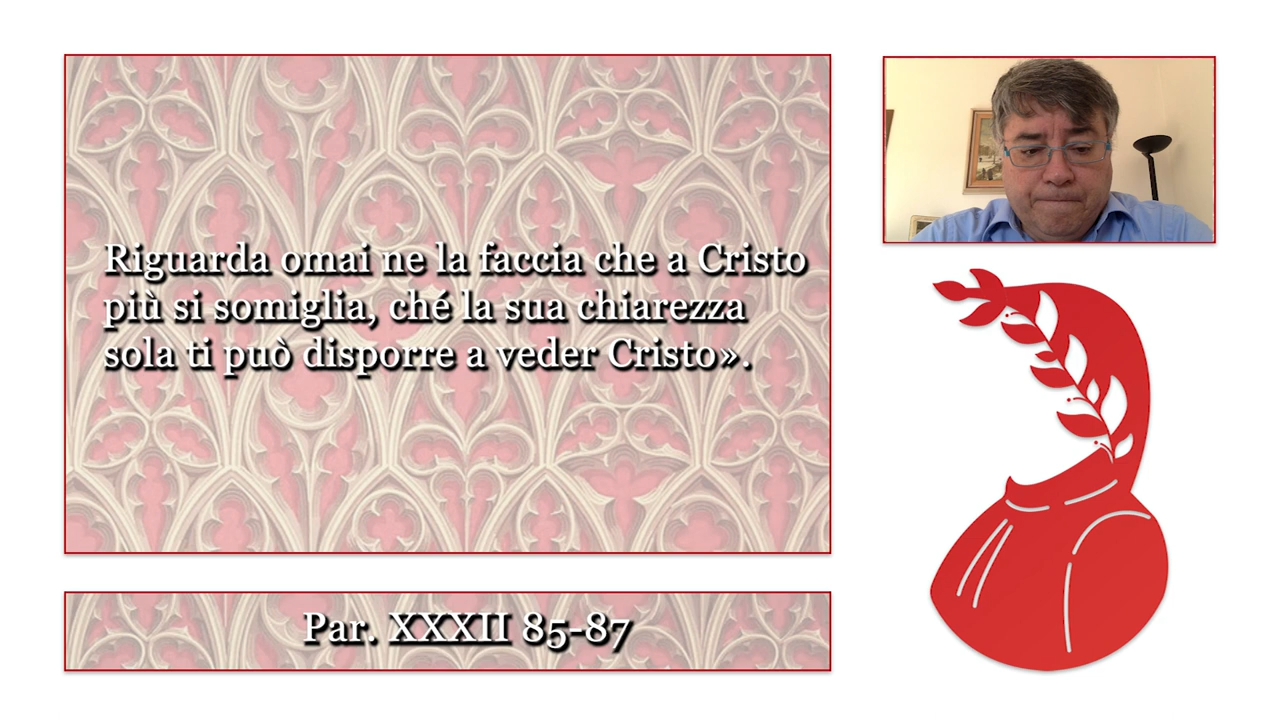 Riguarda omai ne la faccia che a Cristo
più si somiglia, ché la sua chiarezza
sola ti può disporre a veder Cristo».
Par. XXXII 85-87